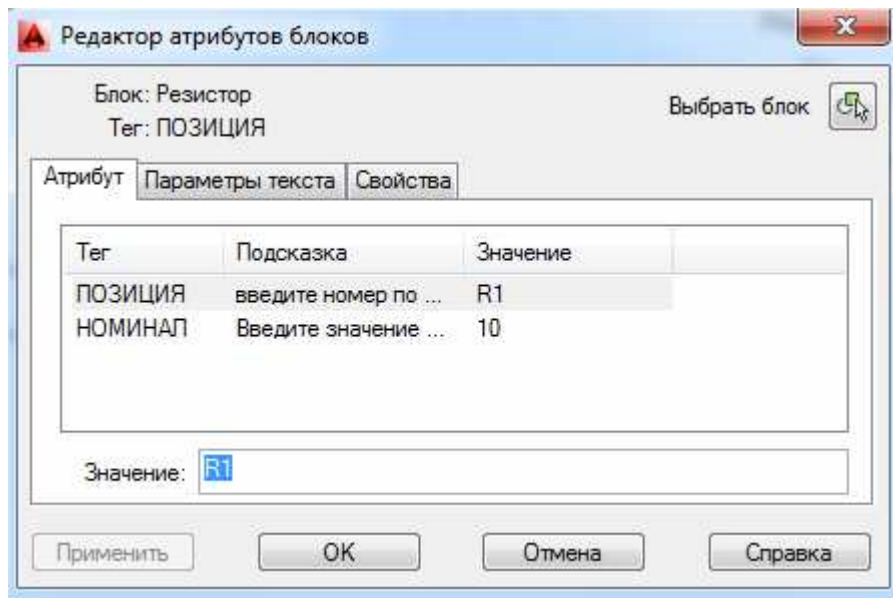 Редактор атрибутов блоков
Блок: Резистор
Выбрать блок
Тег: ПОЗИЦИЯ
Атрибут Параметры текста Свойства
Тег Подсказка Значение
ПОЗИЦИЯ введите номер по ... R1
НОМИНАЛ Введите значение ... 10
Значение: R1
Применить ОК Отмена Справка